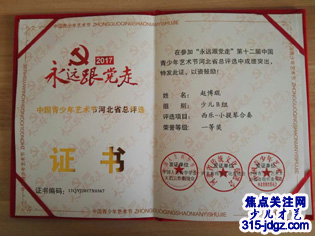 2017
永远跟党走
中国青少年艺术节河北省总评选
证书
证书编码:
在参加“永远跟党走”第十二届中国
青少年艺术节河北省总评选中成绩突出,
特发此证,以资鼓励!
姓名: 赵博琨
组别: 少儿B组
评选项目: 西乐-小提琴合奏
荣誉等级: 一等奖
焦点关注网
少儿才艺
315-jdgz.com